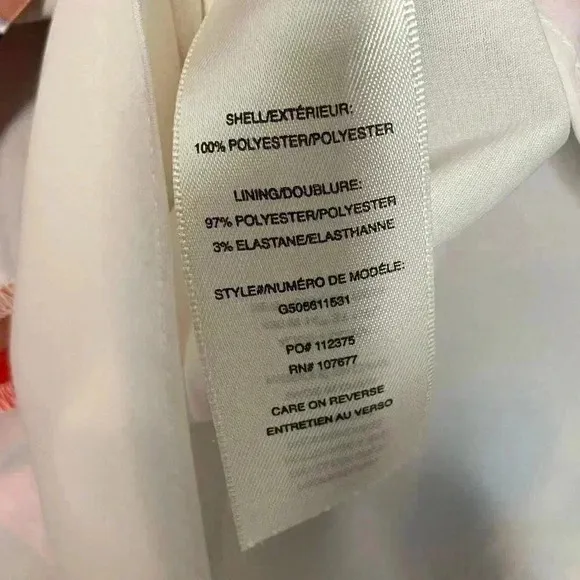 SHELL/EXTÉRIEUR:
100% POLYESTER/POLYESTER
LINING/DOUBLURE:
97% POLYESTER/POLYESTER
3% ELASTANE/ELASTHANNE
STYLE#/NUMÉRO DE MODÉLE:
G506611531
PO# 112375
RN# 107677
CARE ON REVERSE
ENTRETIEN AU VERSO